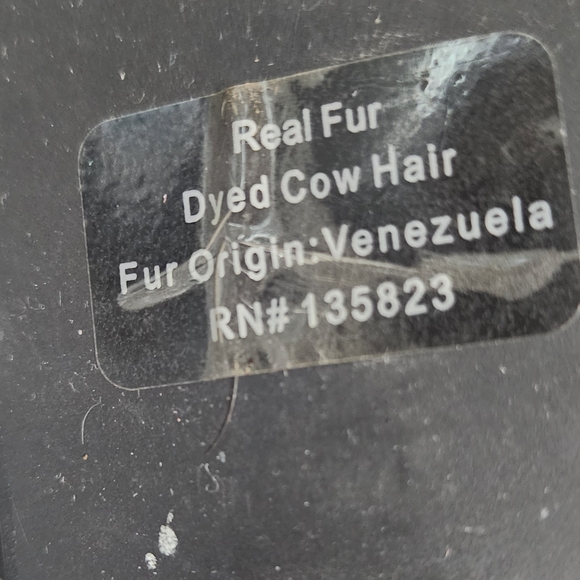 Real Fur
Dyed Cow Hair
Fur Origin:Venezuela
RN# 135823